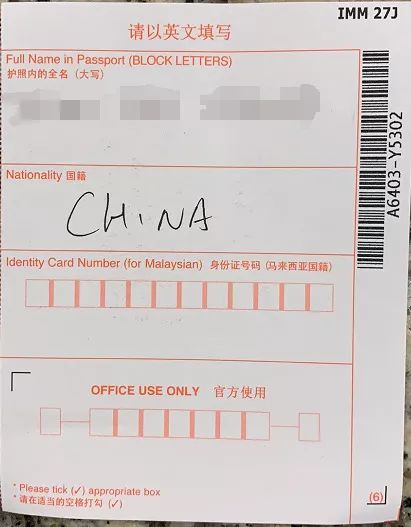 IMM 27J
请以英文填写
Full Name in Passport (BLOCK LETTERS)
护照内的全名（大写）
Nationality 国籍
CHINA
Identity Card Number (for Malaysian) 身份证号码（马来西亚国籍）
OFFICE USE ONLY 官方使用
* Please tick (✓) appropriate box
* 请在适当的空格打勾 (✓)
(6)
A6403-Y5302